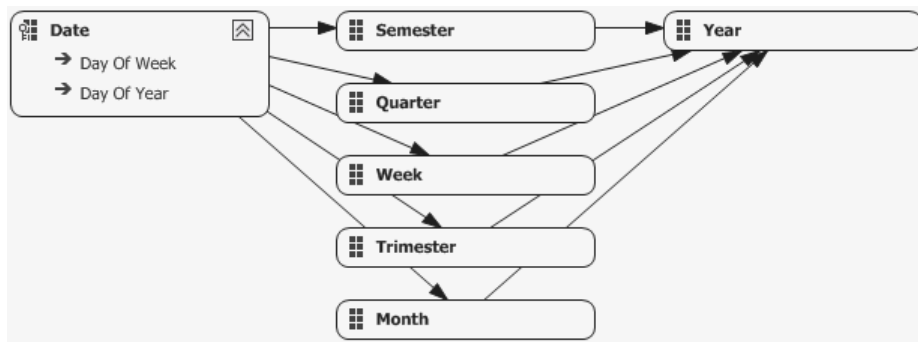 Date
Day Of Week
Day Of Year
Semester
Quarter
Week
Trimester
Month
Year